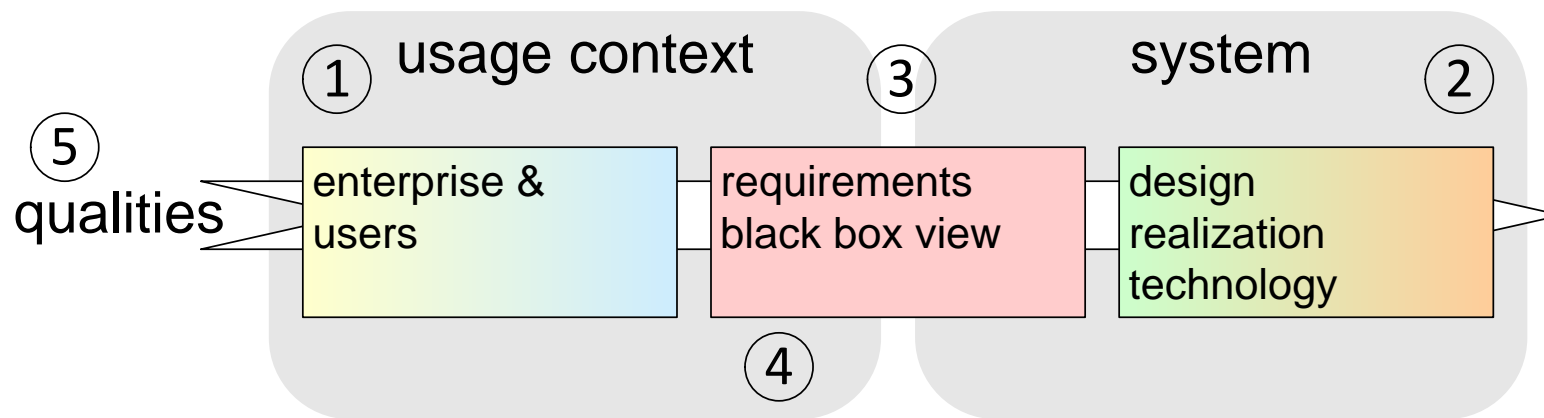 usage context
system
1
3
2
5
qualities
enterprise &
users
requirements
black box view
design
realization
technology
4